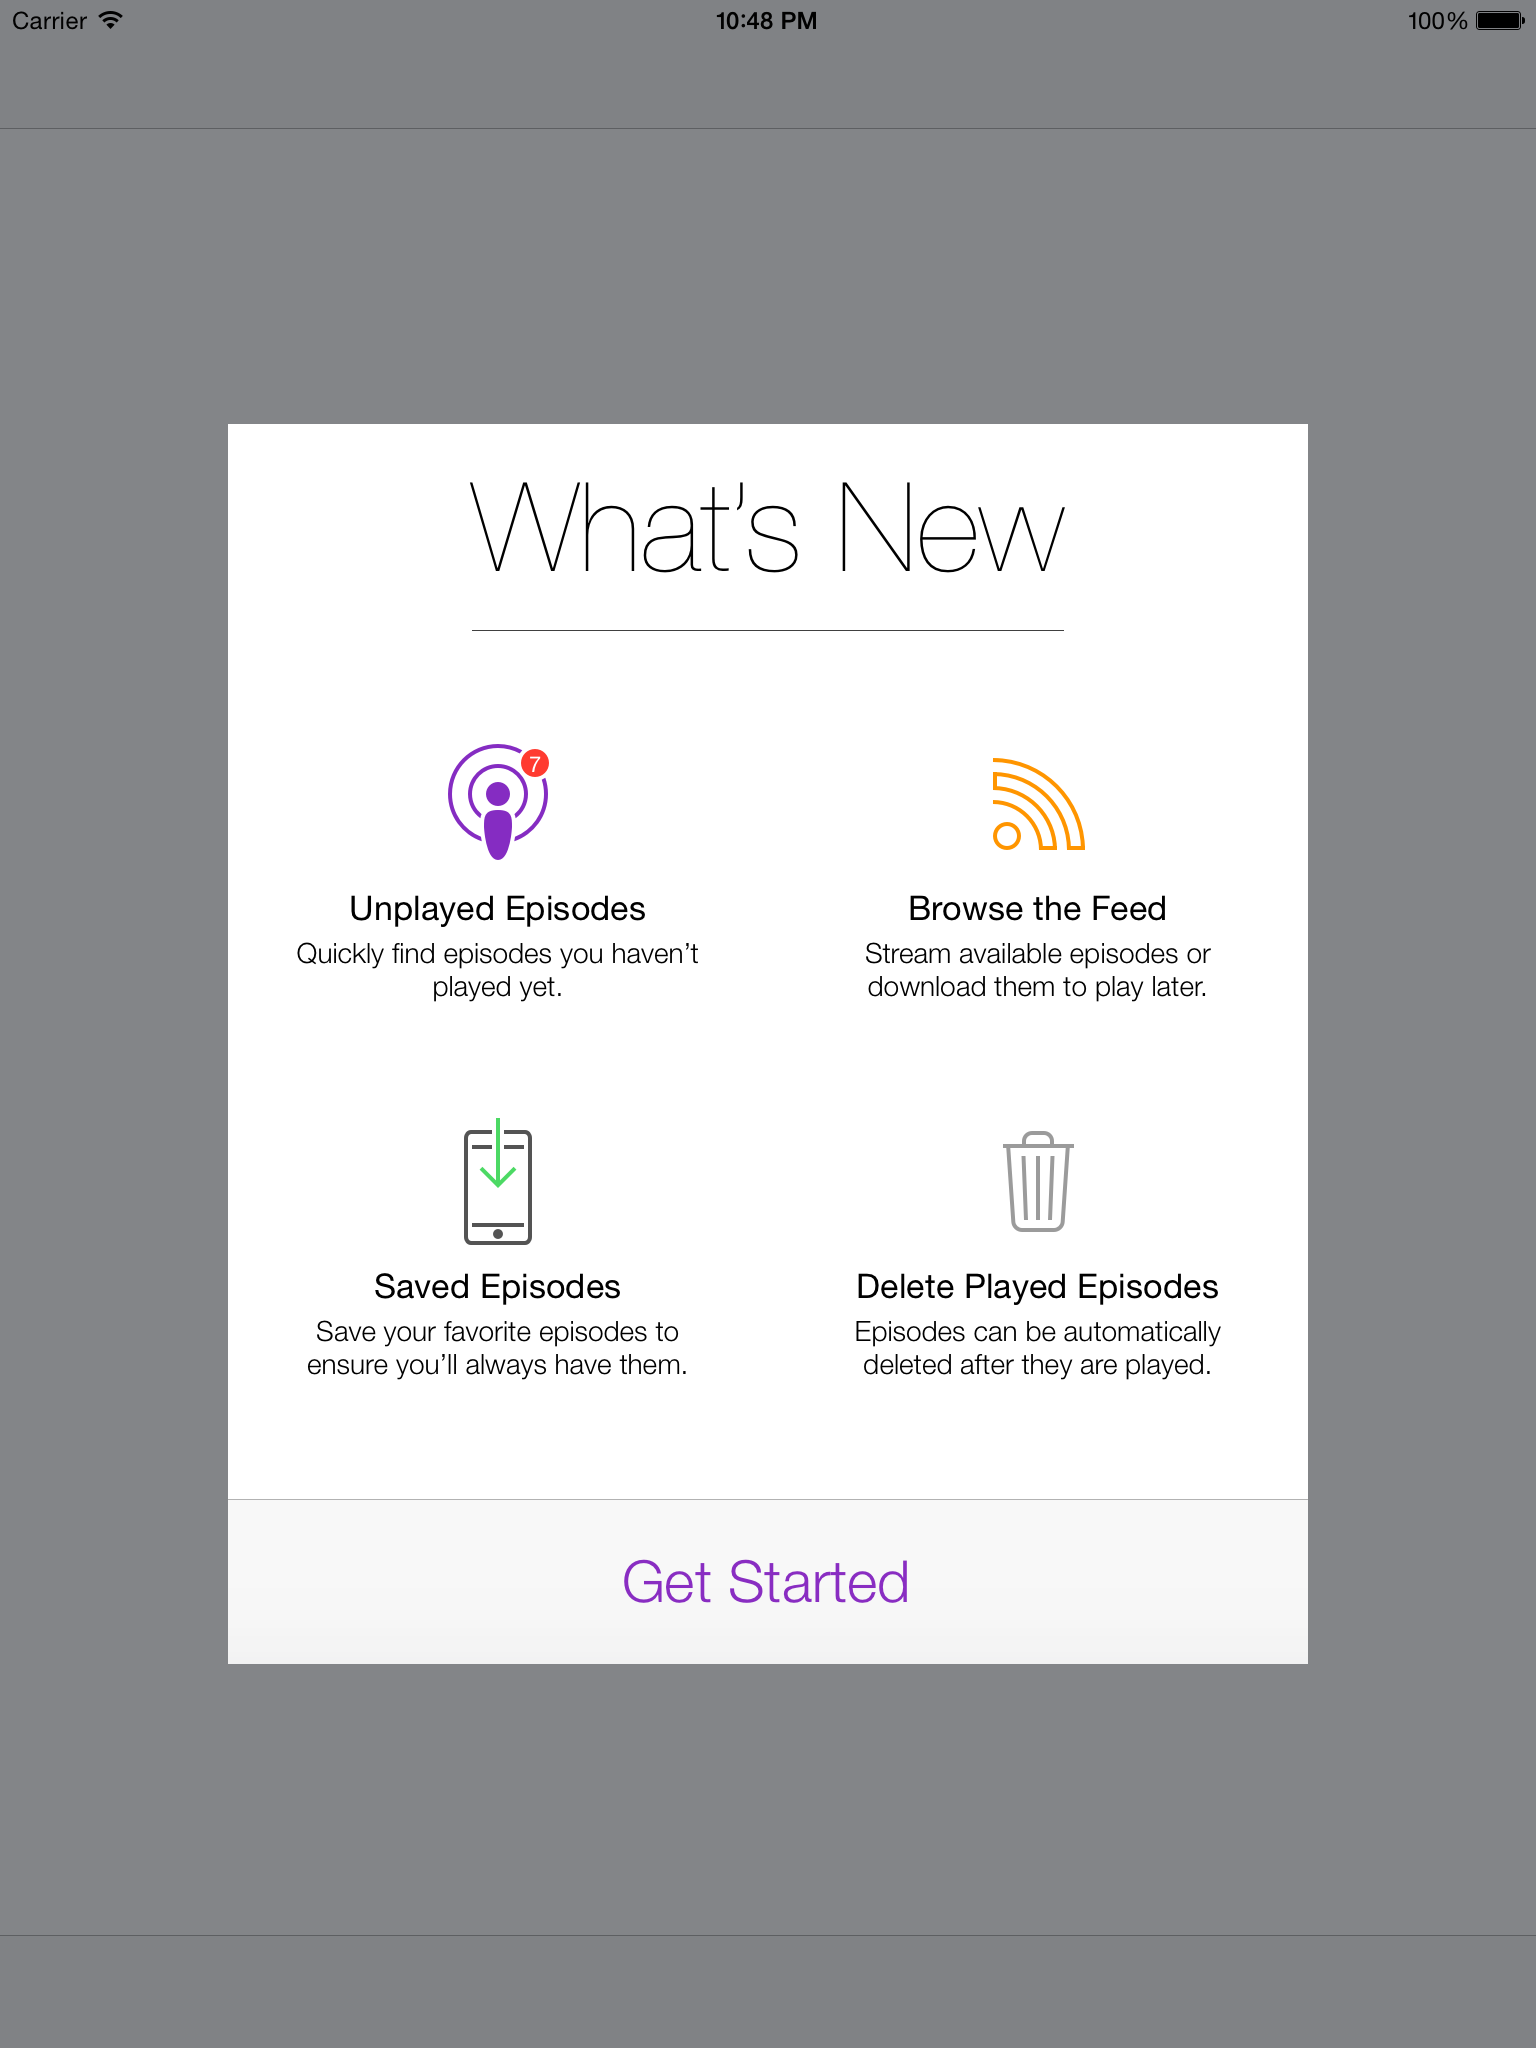 Carrier 10:48 PM 100%
What’s New
7
Unplayed Episodes
Quickly find episodes you haven’t
played yet.
Browse the Feed
Stream available episodes or
download them to play later.
Saved Episodes
Save your favorite episodes to
ensure you’ll always have them.
Delete Played Episodes
Episodes can be automatically
deleted after they are played.
Get Started